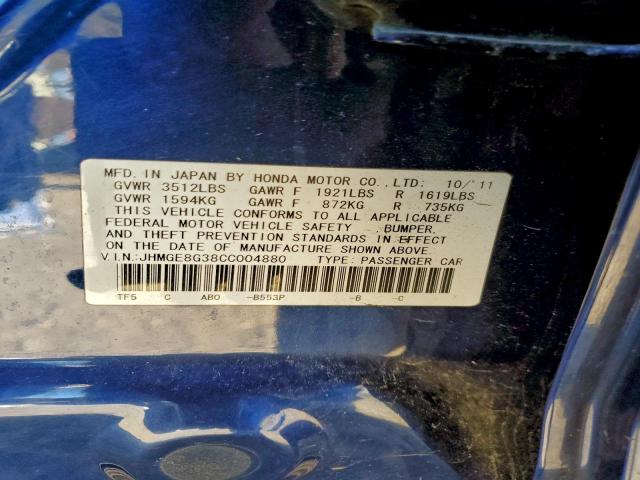 MFD. IN JAPAN BY HONDA MOTOR CO., LTD. 10/'11
GVWR 3512LBS GAWR F 1921LBS R 1619LBS
GVWR 1594KG GAWR F 872KG R 735KG
THIS VEHICLE CONFORMS TO ALL APPLICABLE
FEDERAL MOTOR VEHICLE SAFETY, BUMPER,
AND THEFT PREVENTION STANDARDS IN EFFECT
ON THE DATE OF MANUFACTURE SHOWN ABOVE.
V.I.N.:JHMGE8G38CC004880 TYPE: PASSENGER CAR
TF5 C AB0 -B553P -B -C